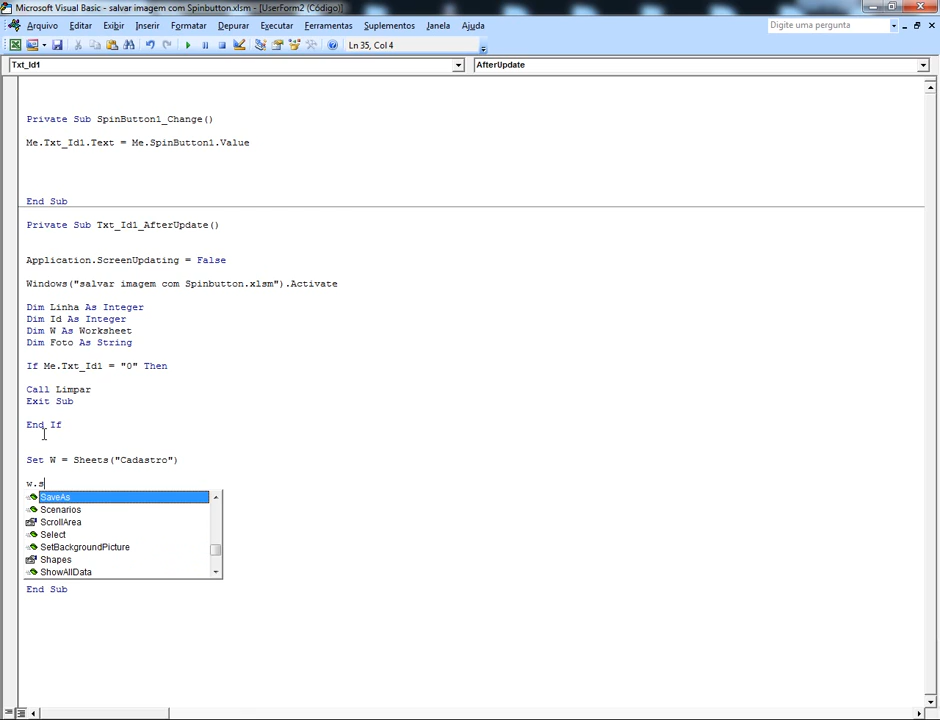 Microsoft Visual Basic - salvar imagem com Spinbutton.xlsm - [UserForm2 (Código)]
Arquivo Editar Exibir Inserir Formatar Depurar Executar Ferramentas Suplementos Janela Ajuda
Digite uma pergunta
Ln 35, Col 4
Txt_Id1 AfterUpdate
Private Sub SpinButton1_Change()
Me.Txt_Id1.Text = Me.SpinButton1.Value
End Sub
Private Sub Txt_Id1_AfterUpdate()
Application.ScreenUpdating = False
Windows("salvar imagem com Spinbutton.xlsm").Activate
Dim Linha As Integer
Dim Id As Integer
Dim W As Worksheet
Dim Foto As String
If Me.Txt_Id1 = "0" Then
Call Limpar
Exit Sub
End If
Set W = Sheets("Cadastro")
w.s
SaveAs
Scenarios
ScrollArea
Select
SetBackgroundPicture
Shapes
ShowAllData
End Sub